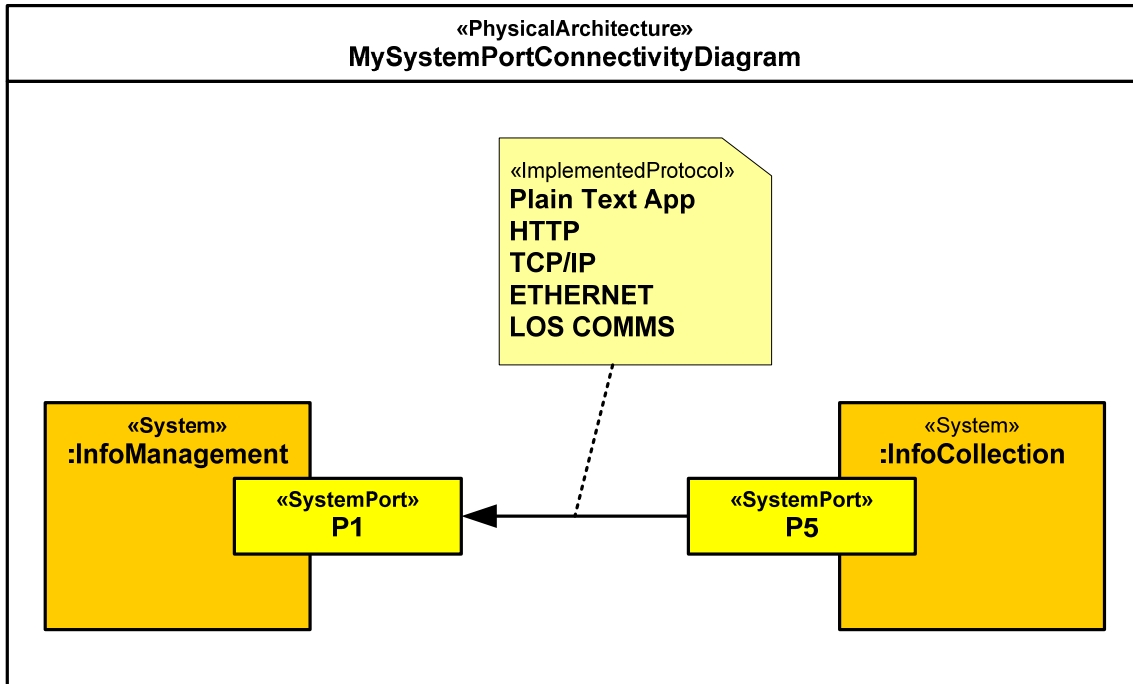 «PhysicalArchitecture»
MySystemPortConnectivityDiagram
«ImplementedProtocol»
Plain Text App
HTTP
TCP/IP
ETHERNET
LOS COMMS
«System»
:InfoManagement
«SystemPort»
P1
«System»
:InfoCollection
«SystemPort»
P5